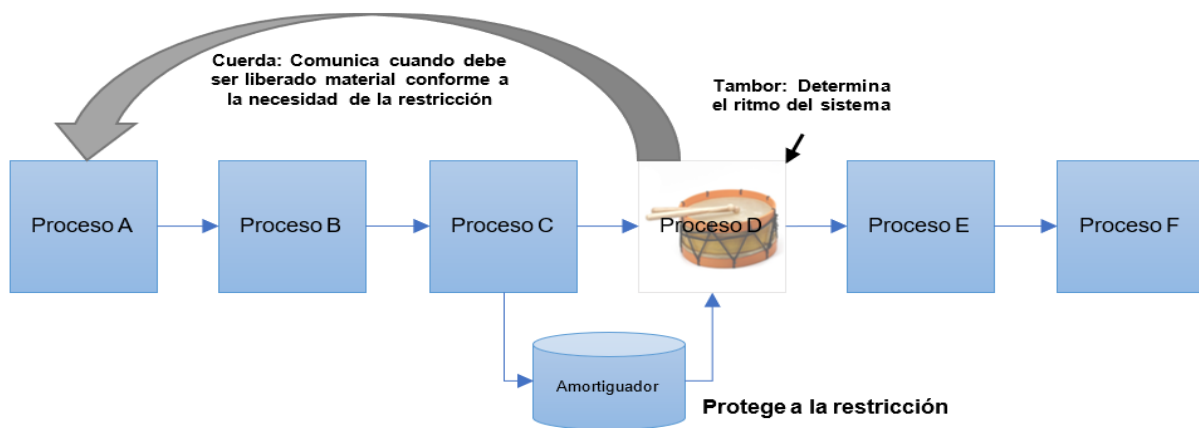 Cuerda: Comunica cuando debe
ser liberado material conforme a
la necesidad de la restricción
Tambor: Determina
el ritmo del sistema
Proceso A
Proceso B
Proceso C
Proceso D
Proceso E
Proceso F
Amortiguador
Protege a la restricción